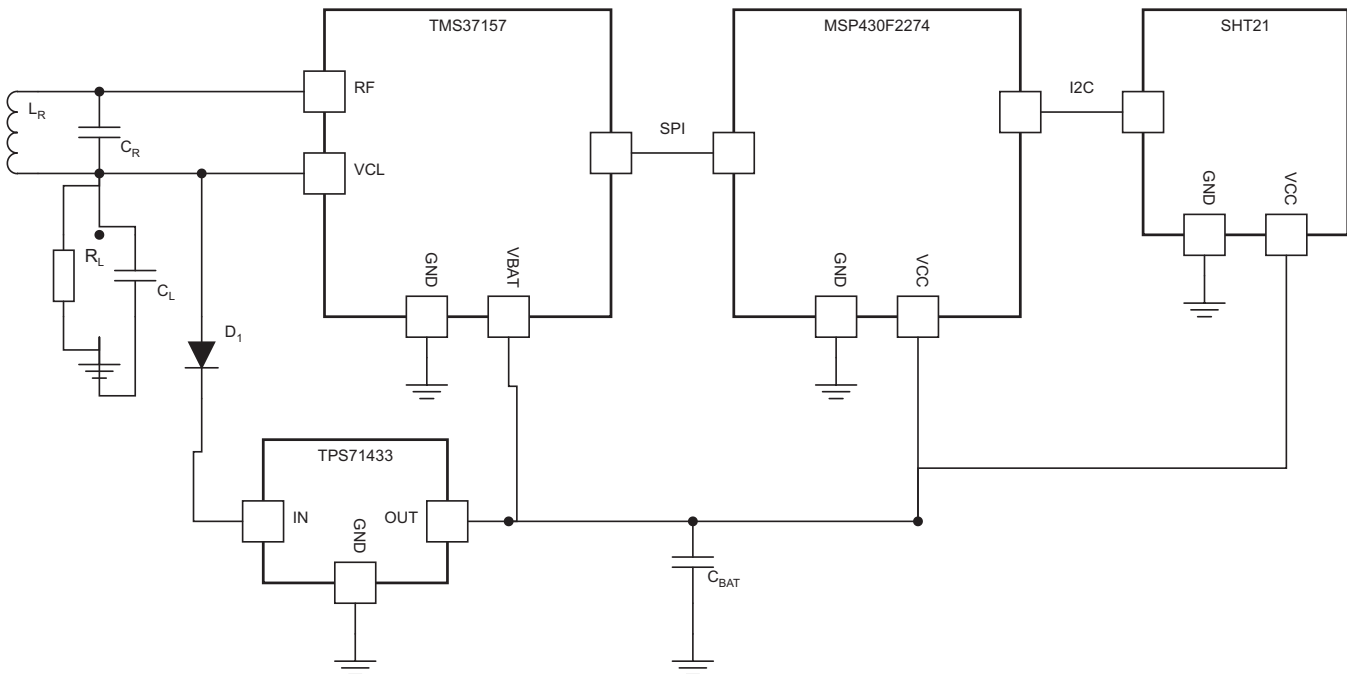 TMS37157
MSP430F2274
SHT21
RF
I2C
L_R
C_R
SPI
VCL
GND
VCC
R_L
C_L
GND
VBAT
GND
VCC
D_1
TPS71433
IN
GND
OUT
C_BAT